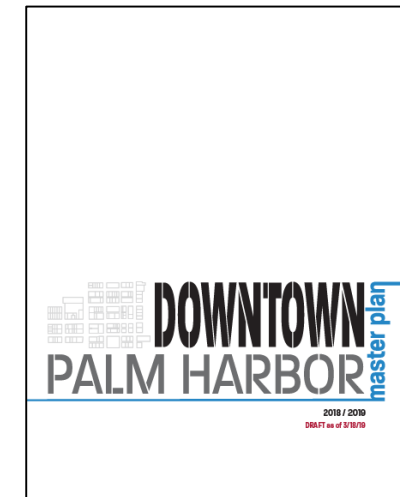 DOWNTOWN
PALM HARBOR
master plan
2018 / 2019
DRAFT as of 3/18/19